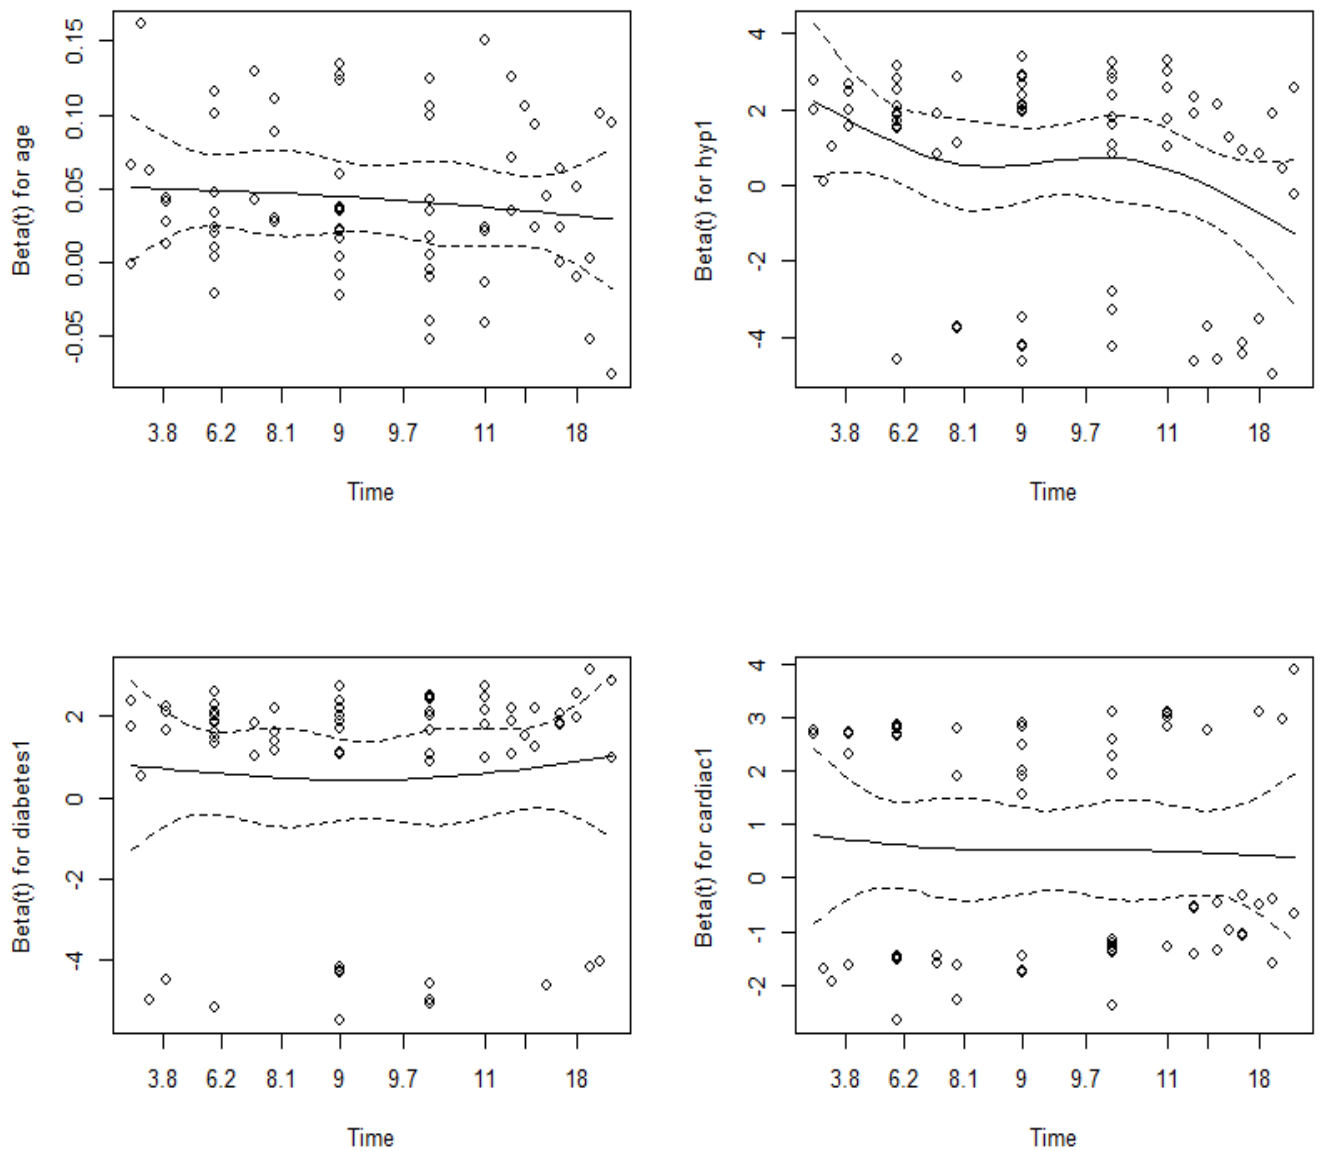 Beta(t) for age
0.15
0.10
0.05
0.00
-0.05
3.8 6.2 8.1 9 9.7 11 18
Time
Beta(t) for hyp1
4
2
0
-2
-4
3.8 6.2 8.1 9 9.7 11 18
Time
Beta(t) for diabetes1
2
0
-2
-4
3.8 6.2 8.1 9 9.7 11 18
Time
Beta(t) for cardiac1
4
3
2
1
0
-1
-2
3.8 6.2 8.1 9 9.7 11 18
Time